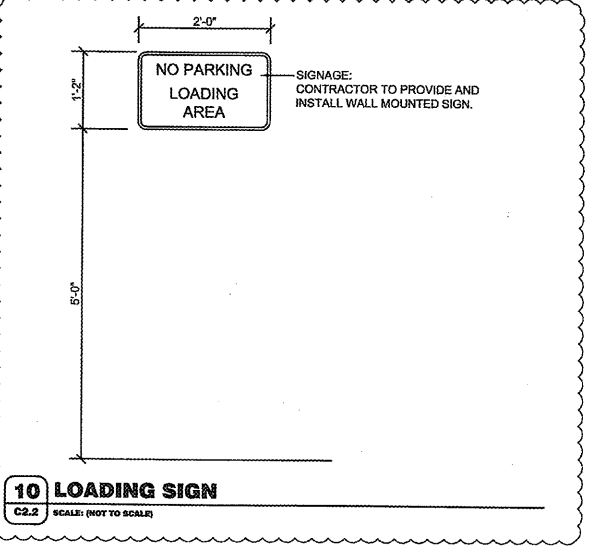 2'-0"
NO PARKING
LOADING
AREA
SIGNAGE:
CONTRACTOR TO PROVIDE AND
INSTALL WALL MOUNTED SIGN.
1'-2"
5'-0"
10 LOADING SIGN
C2.2 SCALE: (NOT TO SCALE)